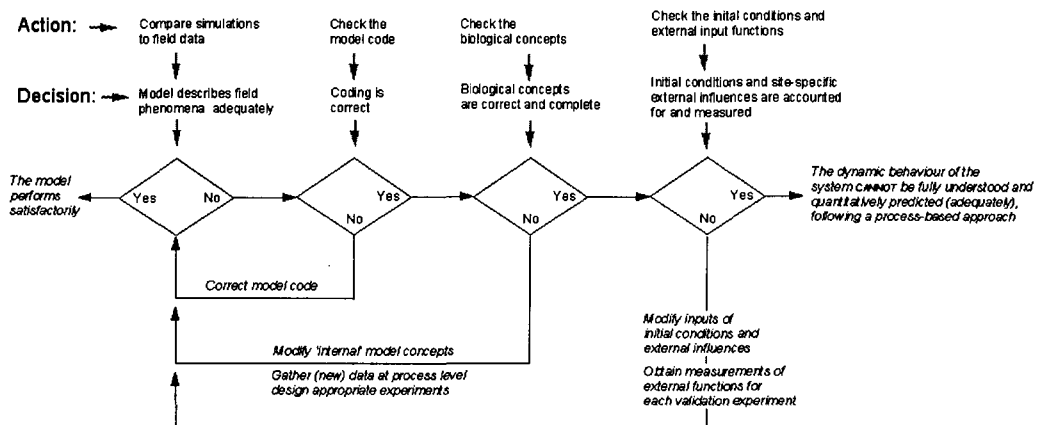 Action:
Compare simulations
to field data
Check the
model code
Check the
biological concepts
Check the initial conditions and
external input functions
Decision:
Model describes field
phenomena adequately
Coding is
correct
Biological concepts
are correct and complete
Initial conditions and site-specific
external influences are accounted
for and measured
The model
performs
satisfactorily
Yes
No
Yes
No
Yes
No
Yes
No
The dynamic behaviour of the
system CANNOT be fully understood and
quantitatively predicted (adequately),
following a process-based approach
Correct model code
Modify 'internal' model concepts
Gather (new) data at process level
design appropriate experiments
Modify inputs of
initial conditions and
external influences
Obtain measurements of
external functions for
each validation experiment